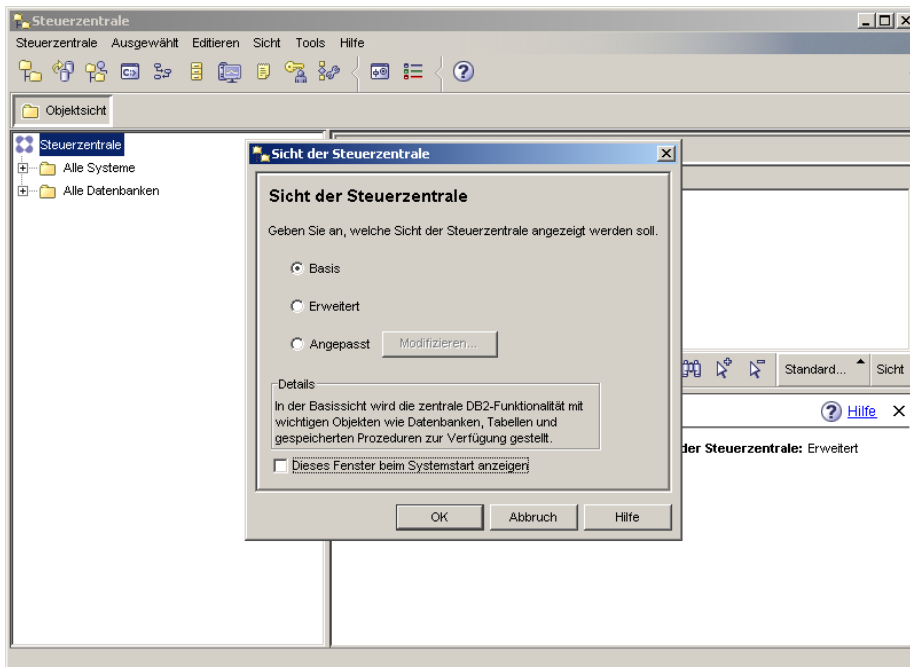 Steuerzentrale
Steuerzentrale Ausgewählt Editieren Sicht Tools Hilfe
Objektsicht
Steuerzentrale
Alle Systeme
Alle Datenbanken
Sicht der Steuerzentrale
Sicht der Steuerzentrale
Geben Sie an, welche Sicht der Steuerzentrale angezeigt werden soll.
Basis
Erweitert
Angepasst Modifizieren...
Details
In der Basissicht wird die zentrale DB2-Funktionalität mit
wichtigen Objekten wie Datenbanken, Tabellen und
gespeicherten Prozeduren zur Verfügung gestellt.
Dieses Fenster beim Systemstart anzeigen
OK Abbruch Hilfe
Standard... Sicht
Hilfe
der Steuerzentrale: Erweitert